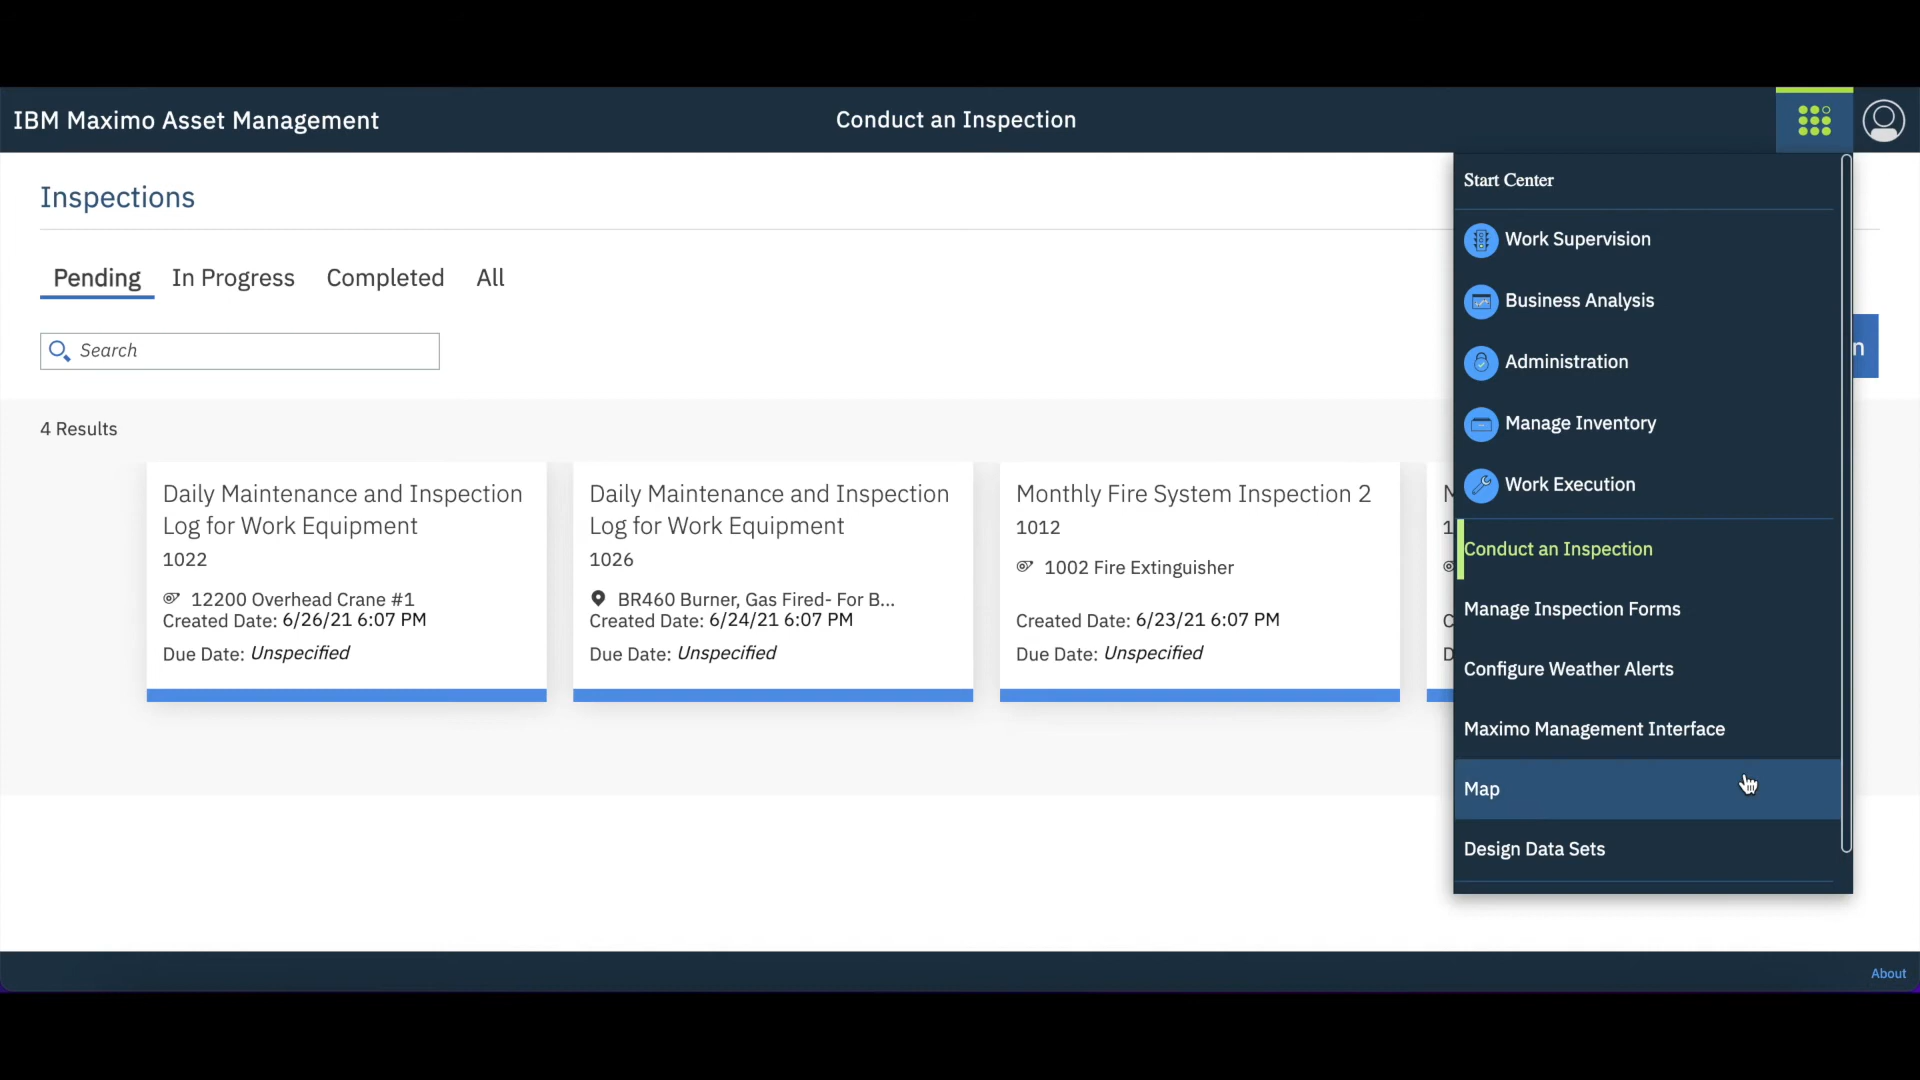 IBM Maximo Asset Management
Conduct an Inspection
Inspections
Pending
In Progress
Completed
All
Search
n
4 Results
Daily Maintenance and Inspection
Log for Work Equipment
1022
12200 Overhead Crane #1
Created Date: 6/26/21 6:07 PM
Due Date: Unspecified
Daily Maintenance and Inspection
Log for Work Equipment
1026
BR460 Burner, Gas Fired- For B...
Created Date: 6/24/21 6:07 PM
Due Date: Unspecified
Monthly Fire System Inspection 2
1012
1002 Fire Extinguisher
Created Date: 6/23/21 6:07 PM
Due Date: Unspecified
Start Center
Work Supervision
Business Analysis
Administration
Manage Inventory
Work Execution
Conduct an Inspection
Manage Inspection Forms
Configure Weather Alerts
Maximo Management Interface
Map
Design Data Sets
About